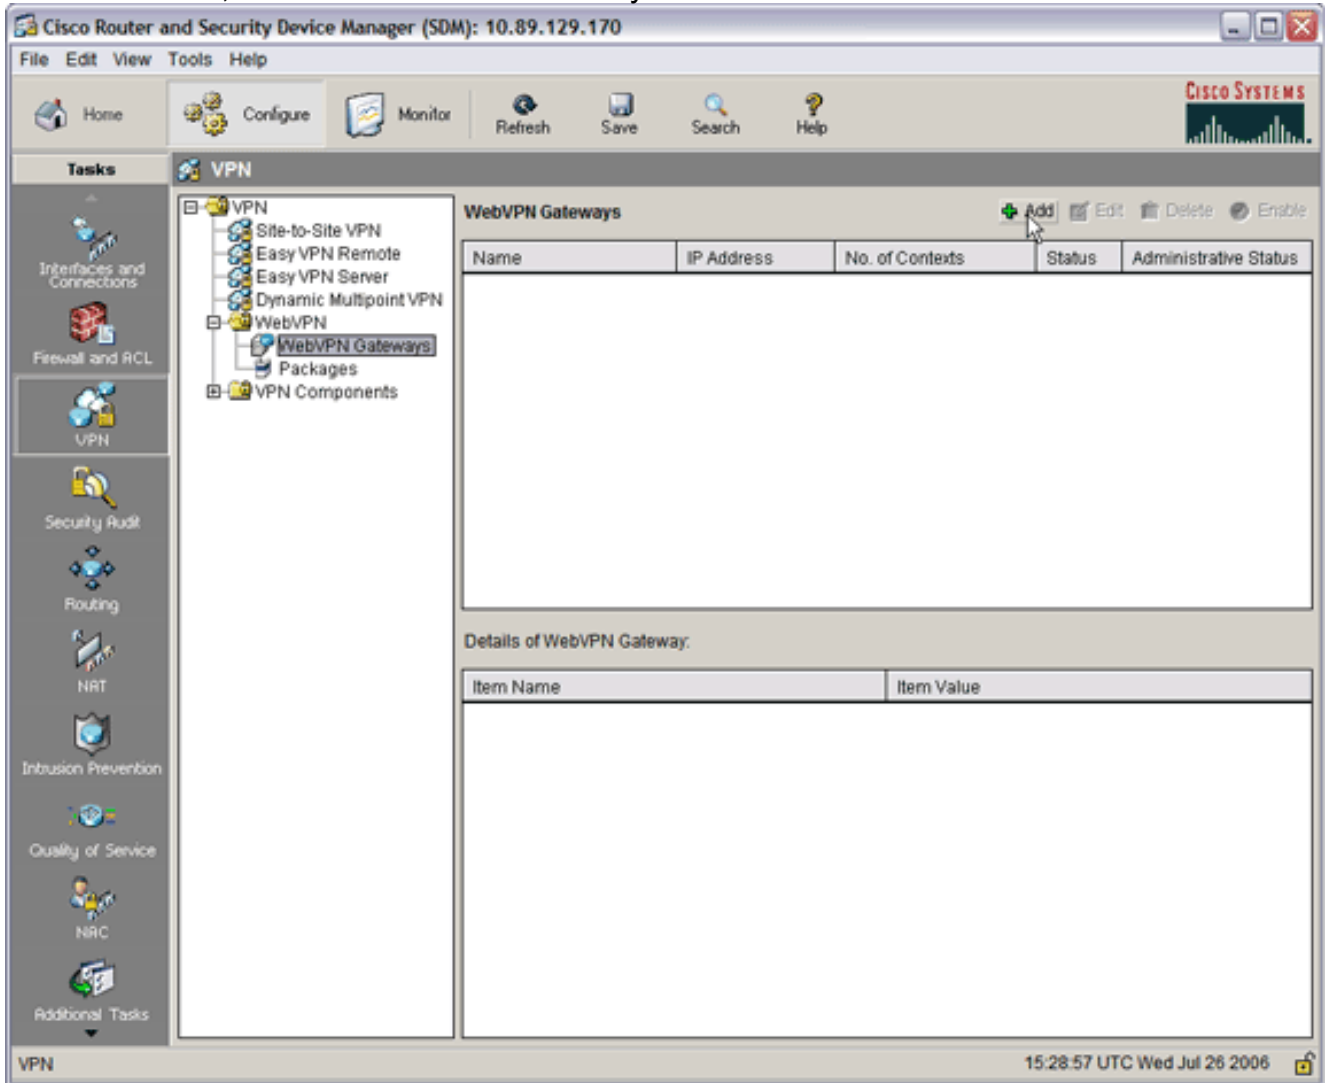 Cisco Router and Security Device Manager (SDM): 10.89.129.170
File Edit View Tools Help
Home Configure Monitor Refresh Save Search Help
CISCO SYSTEMS
Tasks
VPN
VPN
Site-to-Site VPN
Easy VPN Remote
Easy VPN Server
Dynamic Multipoint VPN
WebVPN
WebVPN Gateways
Packages
VPN Components
WebVPN Gateways
Add Edit Delete Enable
Name IP Address No. of Contexts Status Administrative Status
Details of WebVPN Gateway:
Item Name Item Value
Interfaces and
Connections
Firewall and ACL
VPN
Security Audit
Routing
NAT
Intrusion Prevention
Quality of Service
NAC
Additional Tasks
VPN
15:28:57 UTC Wed Jul 26 2006